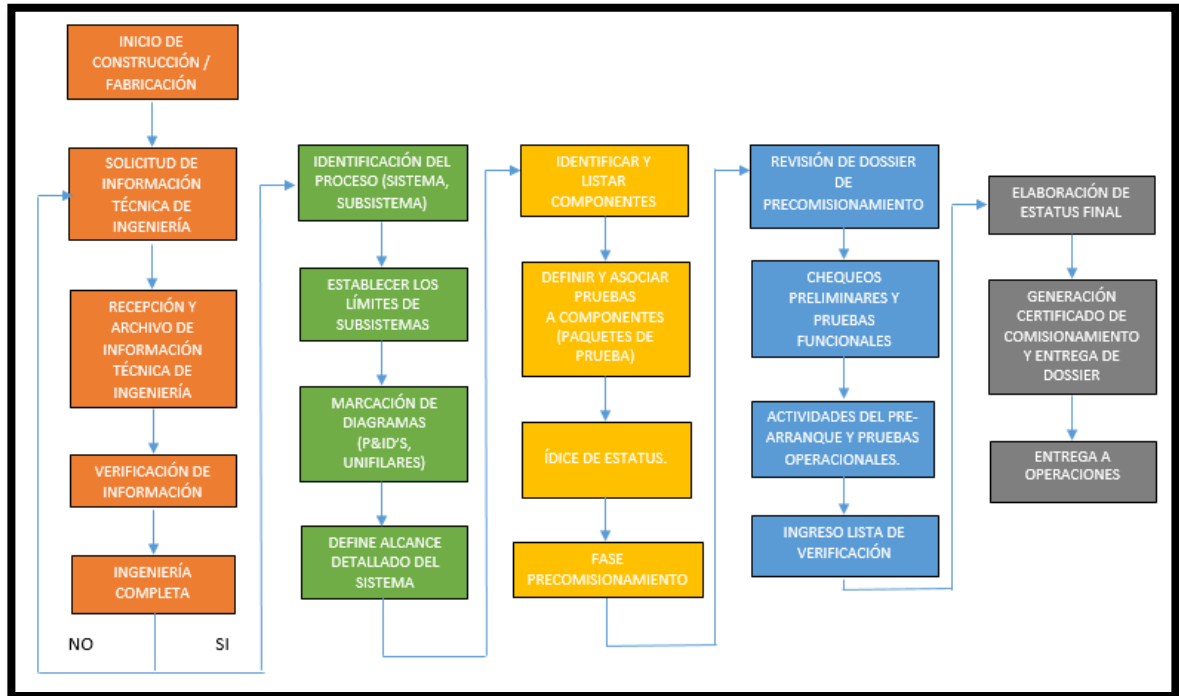 INICIO DE
CONSTRUCCIÓN /
FABRICACIÓN
SOLICITUD DE
INFORMACIÓN
TÉCNICA DE
INGENIERÍA
RECEPCIÓN Y
ARCHIVO DE
INFORMACIÓN
TÉCNICA DE
INGENIERÍA
VERIFICACIÓN DE
INFORMACIÓN
INGENIERÍA
COMPLETA
NO
SI
IDENTIFICACIÓN DEL
PROCESO (SISTEMA,
SUBSISTEMA)
ESTABLECER LOS
LÍMITES DE
SUBSISTEMAS
MARCACIÓN DE
DIAGRAMAS
(P&ID'S,
UNIFILARES)
DEFINE ALCANCE
DETALLADO DEL
SISTEMA
IDENTIFICAR Y
LISTAR
COMPONENTES
DEFINIR Y ASOCIAR
PRUEBAS
A COMPONENTES
(PAQUETES DE
PRUEBA)
ÍDICE DE ESTATUS.
FASE
PRECOMISIONAMIENTO
REVISIÓN DE DOSSIER
DE
PRECOMISIONAMIENTO
CHEQUEOS
PRELIMINARES Y
PRUEBAS
FUNCIONALES
ACTIVIDADES DEL PRE-
ARRANQUE Y PRUEBAS
OPERACIONALES.
INGRESO LISTA DE
VERIFICACIÓN
ELABORACIÓN DE
ESTATUS FINAL
GENERACIÓN
CERTIFICADO DE
COMISIONAMIENTO
Y ENTREGA DE
DOSSIER
ENTREGA A
OPERACIONES